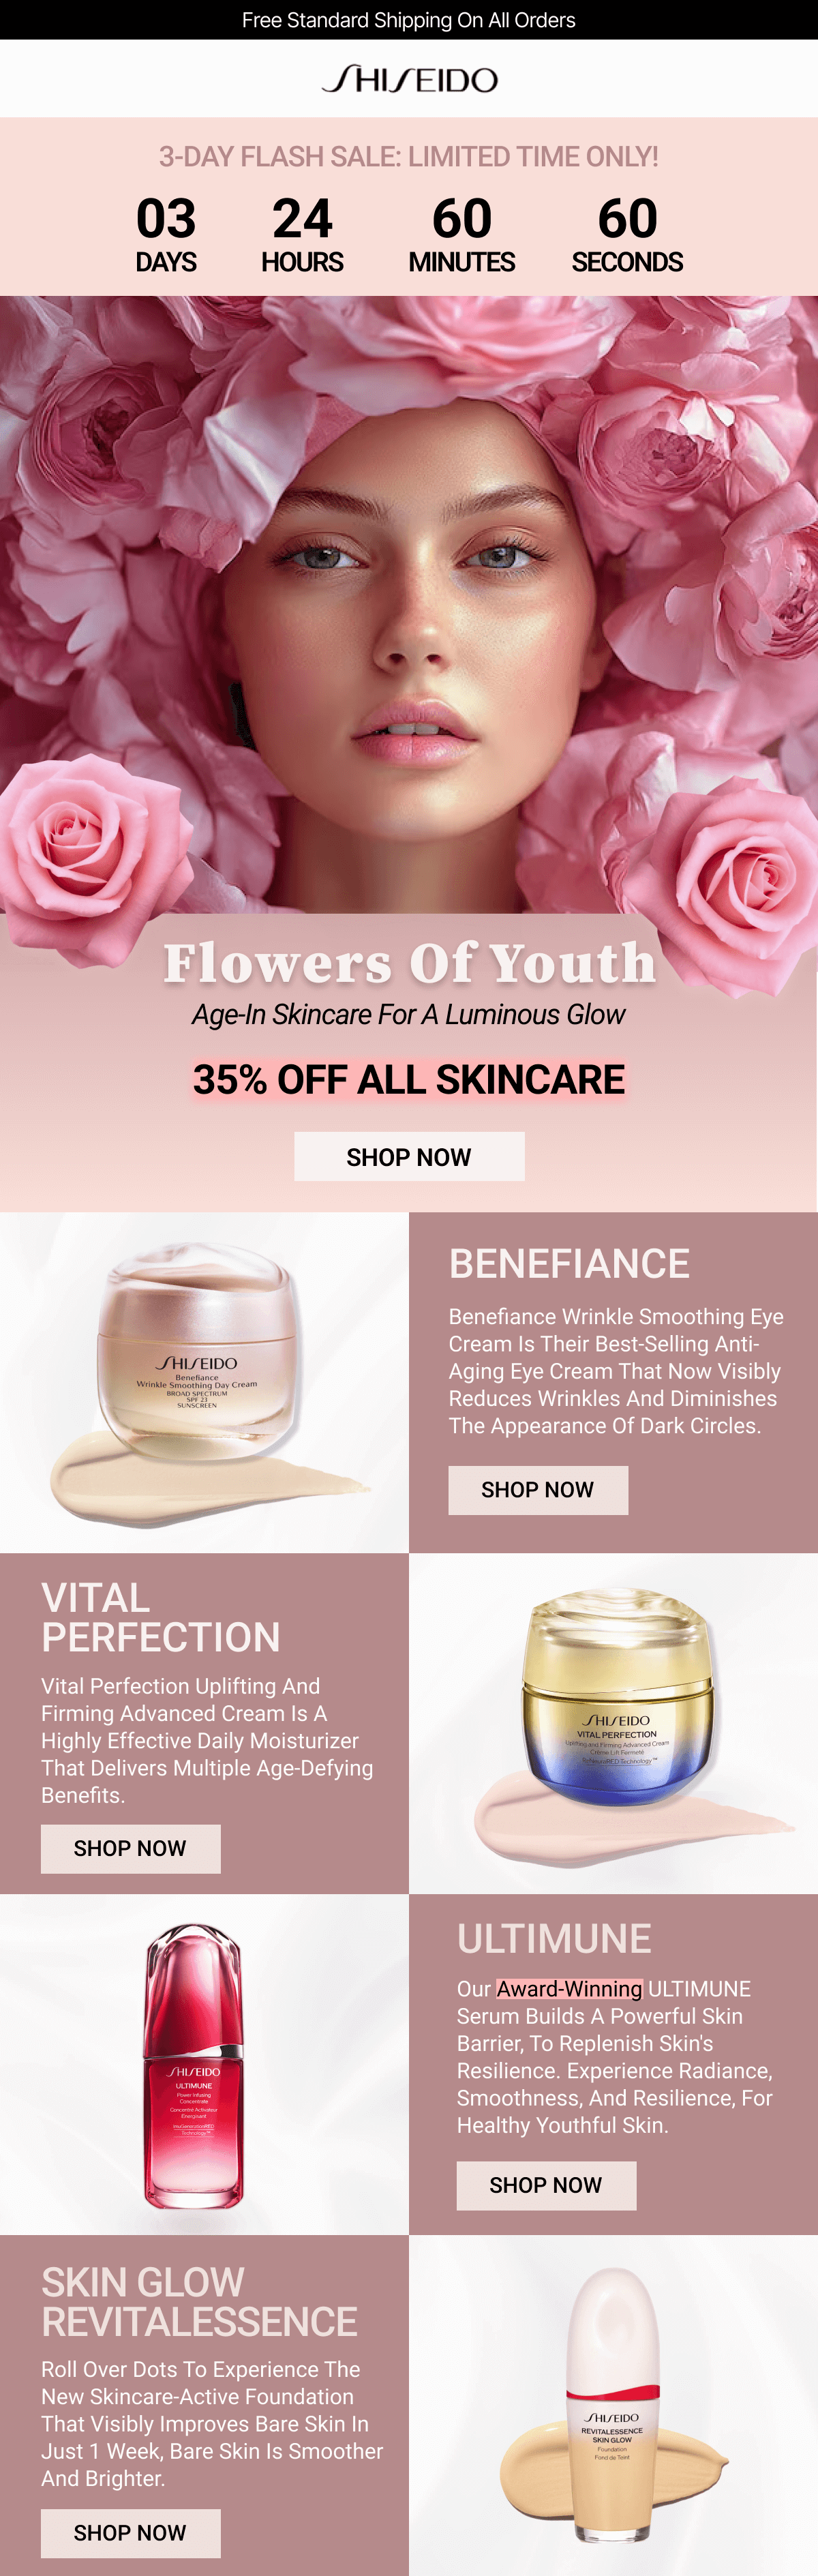 Free Standard Shipping On All Orders
SHISEIDO
3-DAY FLASH SALE: LIMITED TIME ONLY!
03 24 60 60
DAYS HOURS MINUTES SECONDS
Flowers Of Youth
Age-In Skincare For A Luminous Glow
35% OFF ALL SKINCARE
SHOP NOW
SHISEIDO
Benefiance
Wrinkle Smoothing Day Cream
BROAD SPECTRUM
SPF 23
SUNSCREEN
BENEFIANCE
Benefiance Wrinkle Smoothing Eye
Cream Is Their Best-Selling Anti-
Aging Eye Cream That Now Visibly
Reduces Wrinkles And Diminishes
The Appearance Of Dark Circles.
SHOP NOW
VITAL
PERFECTION
Vital Perfection Uplifting And
Firming Advanced Cream Is A
Highly Effective Daily Moisturizer
That Delivers Multiple Age-Defying
Benefits.
SHOP NOW
SHISEIDO
VITAL PERFECTION
Uplifting and Firming Advanced Cream
Crème Lift Fermeté
ReNeuraRED Technology™
SHISEIDO
ULTIMUNE
Power Infusing
Concentrate
Concentré Activateur
Énergisant
ImuGenerationRED
Technology™
ULTIMUNE
Our Award-Winning ULTIMUNE
Serum Builds A Powerful Skin
Barrier, To Replenish Skin's
Resilience. Experience Radiance,
Smoothness, And Resilience, For
Healthy Youthful Skin.
SHOP NOW
SKIN GLOW
REVITALESSENCE
Roll Over Dots To Experience The
New Skincare-Active Foundation
That Visibly Improves Bare Skin In
Just 1 Week, Bare Skin Is Smoother
And Brighter.
SHOP NOW
SHISEIDO
REVITALESSENCE
SKIN GLOW
Foundation
Fond de Teint